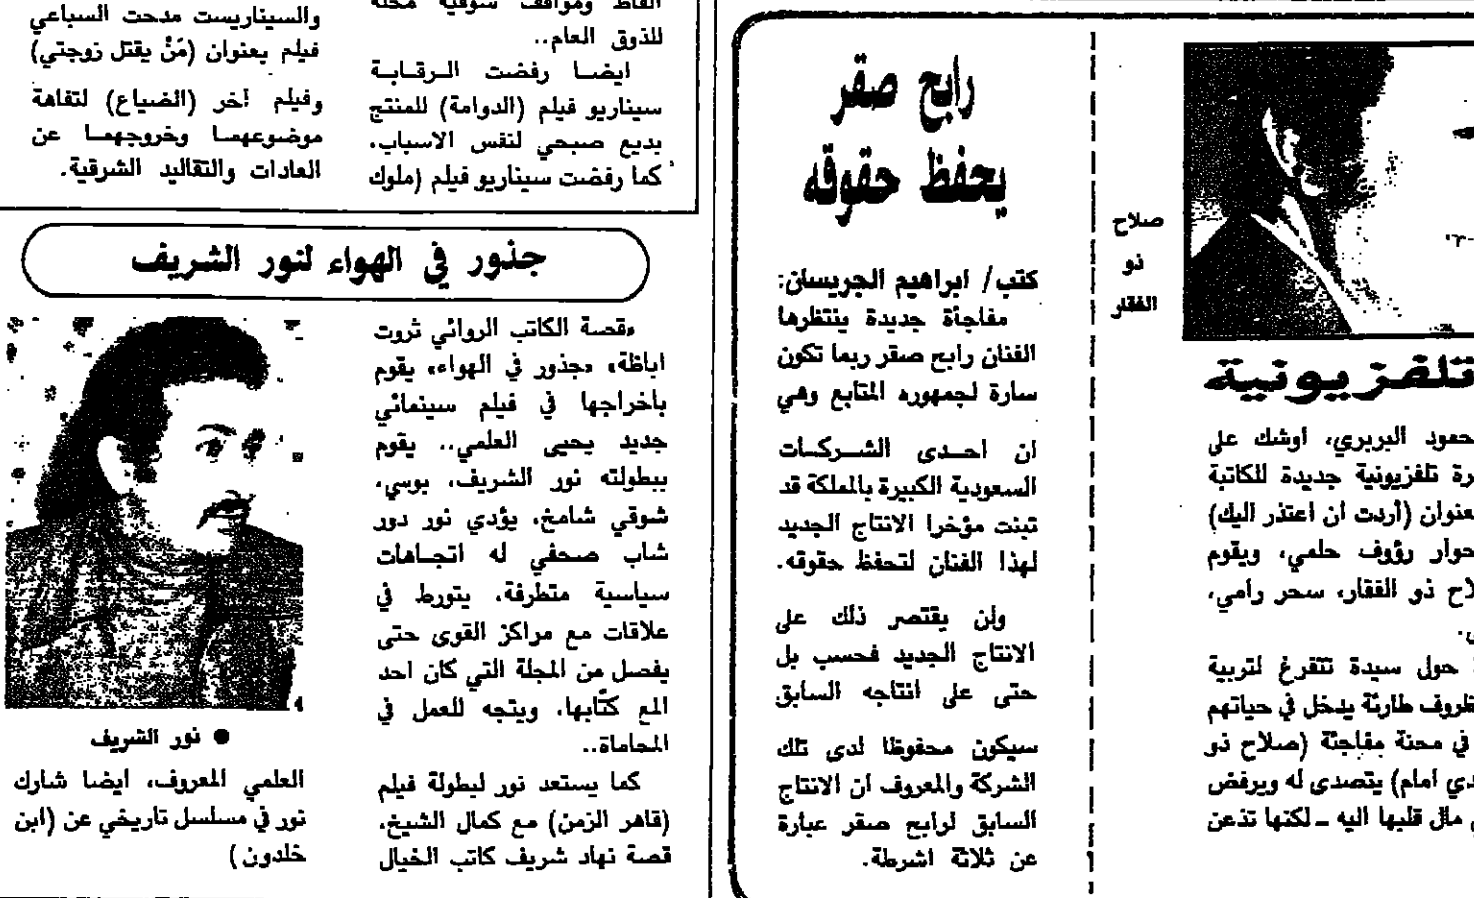 تلفزيونية
حمود البربري، اوشك على
رة تلفزيونية جديدة للكاتبة
عنوان (أردت ان اعتذر اليك)
حوار رؤوف حلمي، ويقوم
لاح ذو الفقار، سحر رامي،
حول سيدة تتفرغ لتربية
ظروف طارئة يدخل في حياتهم
في محنة مفاجئة (صلاح ذو
دي امام) يتصدى له ويرفض
مال قلبها اليه ـ لكنها تذعن
صلاح
ذو
الفقار
رابح صقر
يحفظ حقوقه
كتب/ ابراهيم الجريسان:
مفاجأة جديدة ينتظرها
الفنان رابح صقر ربما تكون
سارة لجمهوره المتابع وهي
ان احدى الشركات
السعودية الكبيرة بالمملكة قد
تبنت مؤخرا الانتاج الجديد
لهذا الفنان لتحفظ حقوقه.
ولن يقتصر ذلك على
الانتاج الجديد فحسب بل
حتى على انتاجه السابق
سيكون محفوظا لدى تلك
الشركة والمعروف ان الانتاج
السابق لرابح صقر عبارة
عن ثلاثة اشرطة.
الفاظ ومواقف سوقية مخلة
للذوق العام..
ايضا رفضت الرقابة
سيناريو فيلم (الدوامة) للمنتج
بديع صبحي لنفس الاسباب.
كما رفضت سيناريو فيلم (ملوك
والسيناريست مدحت السباعي
فيلم بعنوان (مَنْ يقتل زوجتي)
وفيلم اخر (الضياع) لتفاهة
موضوعهما وخروجهما عن
العادات والتقاليد الشرقية.
جذور في الهواء لنور الشريف
«قصة الكاتب الروائي ثروت
اباظة» «جذور في الهواء» يقوم
باخراجها في فيلم سينمائي
جديد يحيى العلمي.. يقوم
ببطولته نور الشريف، بوسي،
شوقي شامخ، يؤدي نور دور
شاب صحفي له اتجاهات
سياسية متطرفة. يتورط في
علاقات مع مراكز القوى حتى
يفصل من المجلة التي كان احد
المع كتّابها. ويتجه للعمل في
المحاماة..
كما يستعد نور لبطولة فيلم
(قاهر الزمن) مع كمال الشيخ.
قصة نهاد شريف كاتب الخيال
● نور الشريف
العلمي المعروف، ايضا شارك
نور في مسلسل تاريخي عن (ابن
خلدون)